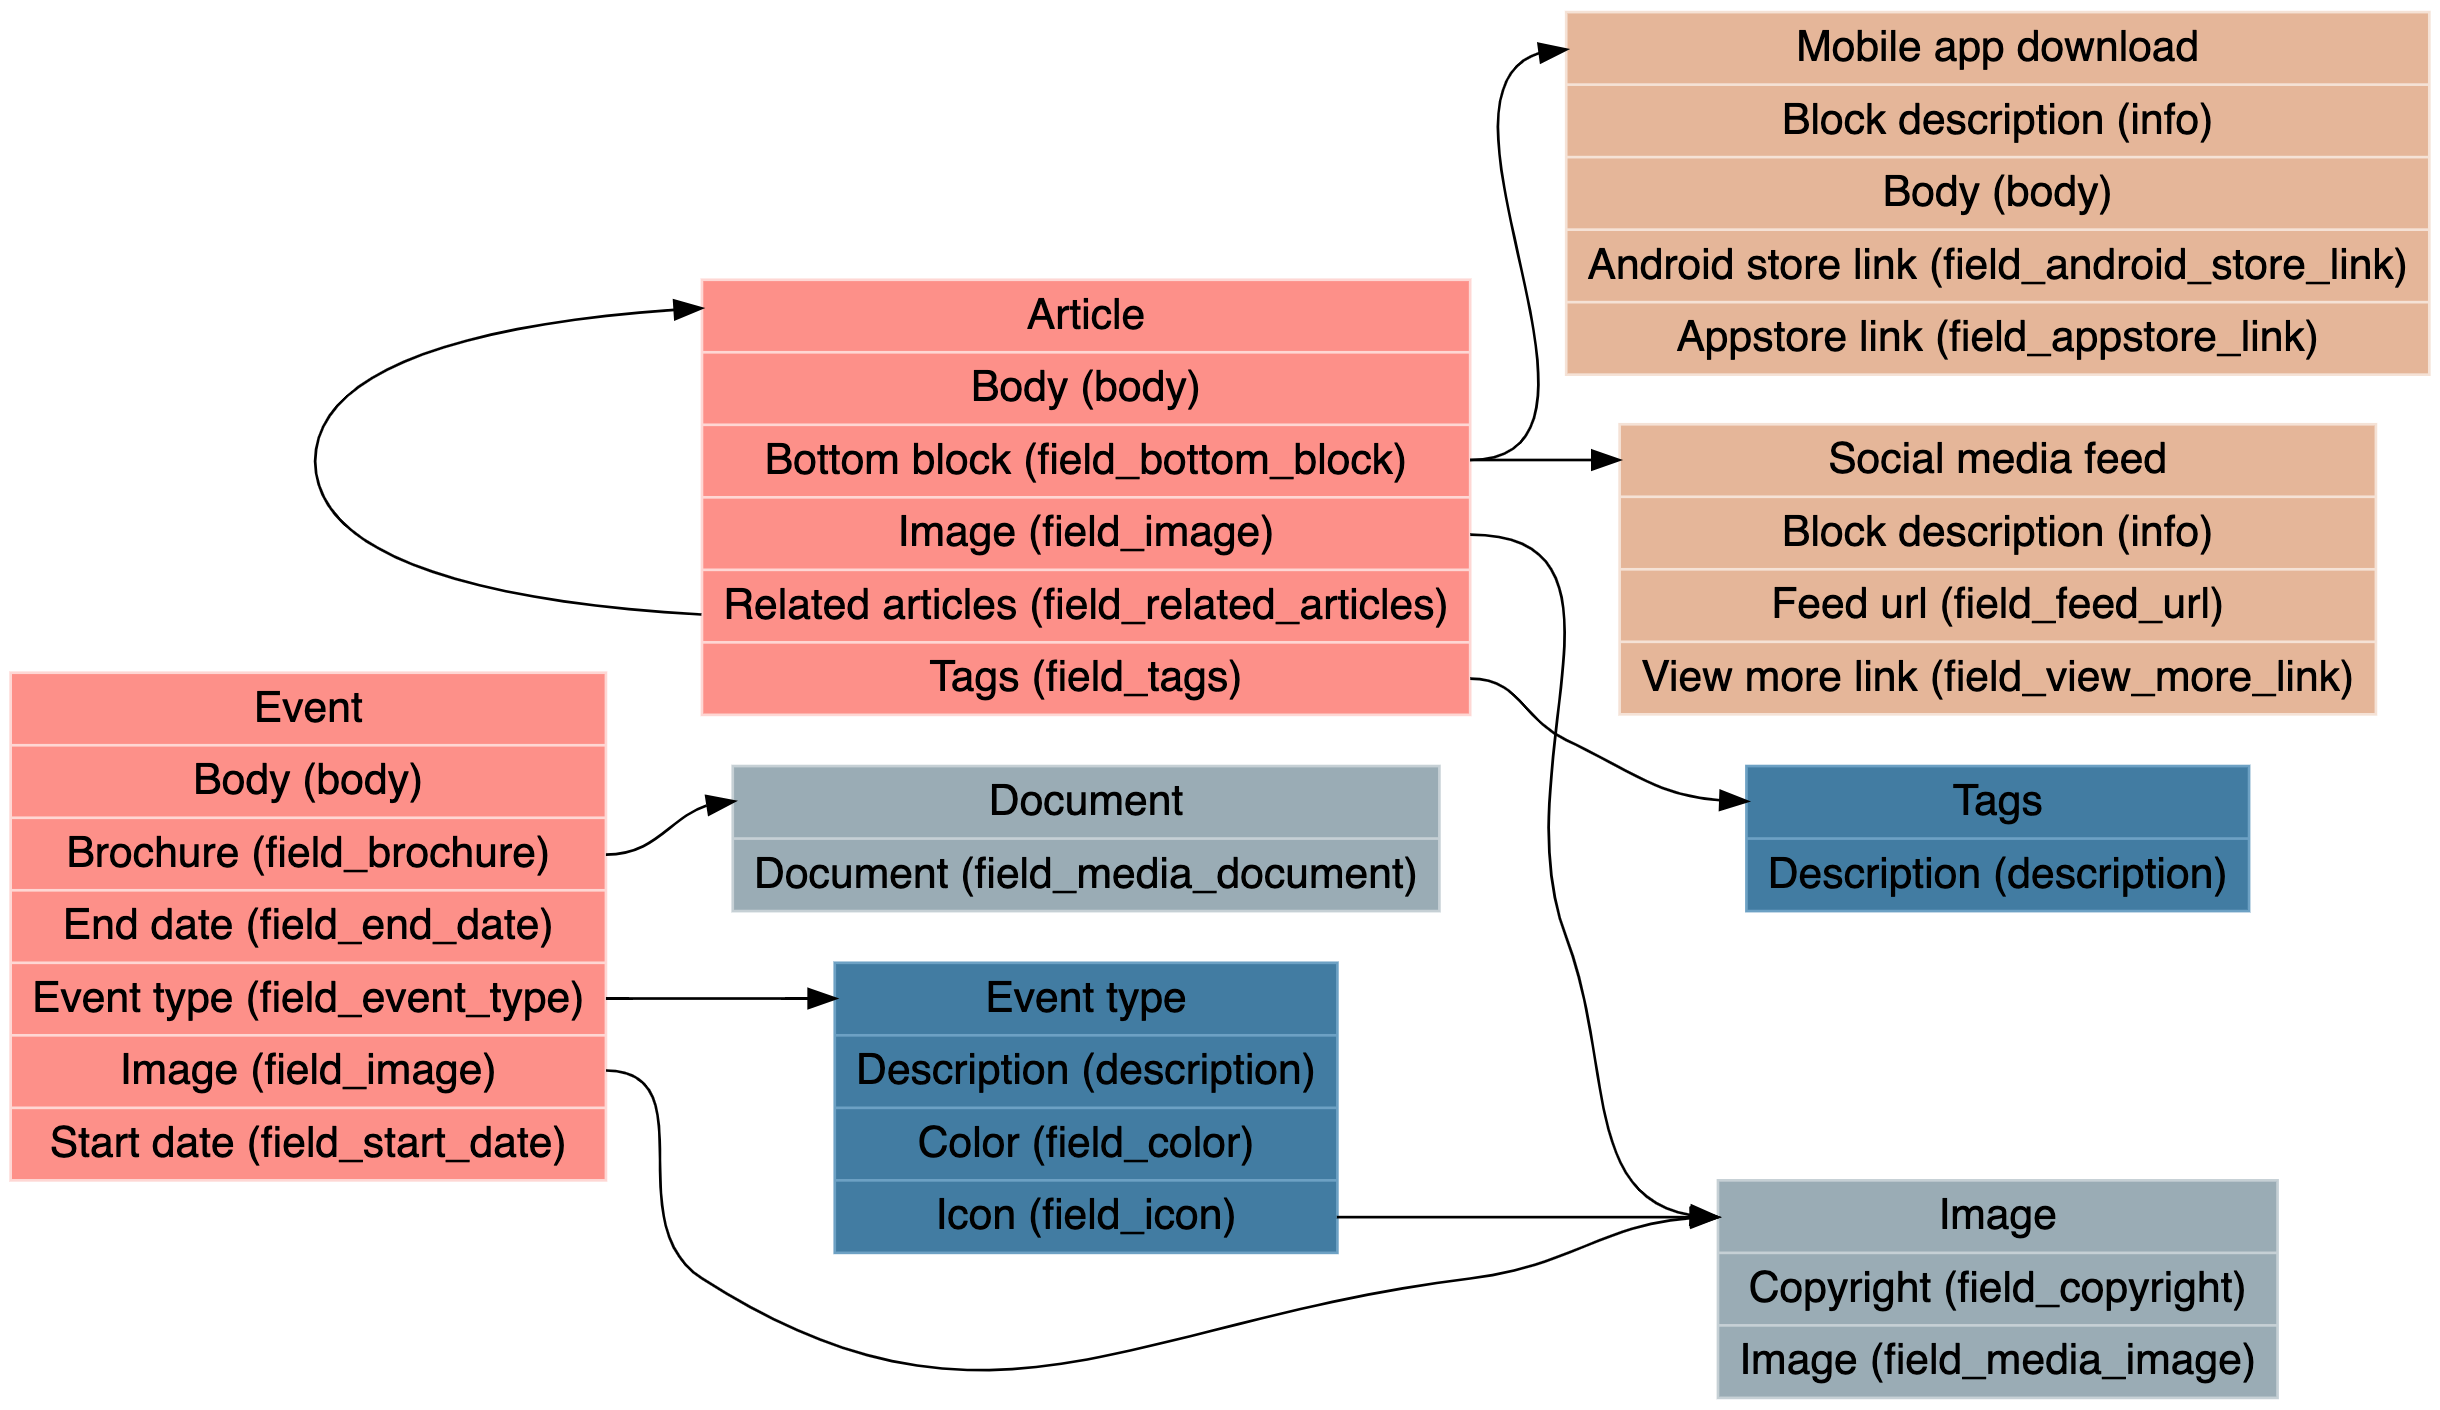 Mobile app download
Block description (info)
Body (body)
Android store link (field_android_store_link)
Appstore link (field_appstore_link)
Article
Body (body)
Bottom block (field_bottom_block)
Image (field_image)
Related articles (field_related_articles)
Tags (field_tags)
Social media feed
Block description (info)
Feed url (field_feed_url)
View more link (field_view_more_link)
Event
Body (body)
Brochure (field_brochure)
End date (field_end_date)
Event type (field_event_type)
Image (field_image)
Start date (field_start_date)
Document
Document (field_media_document)
Tags
Description (description)
Event type
Description (description)
Color (field_color)
Icon (field_icon)
Image
Copyright (field_copyright)
Image (field_media_image)